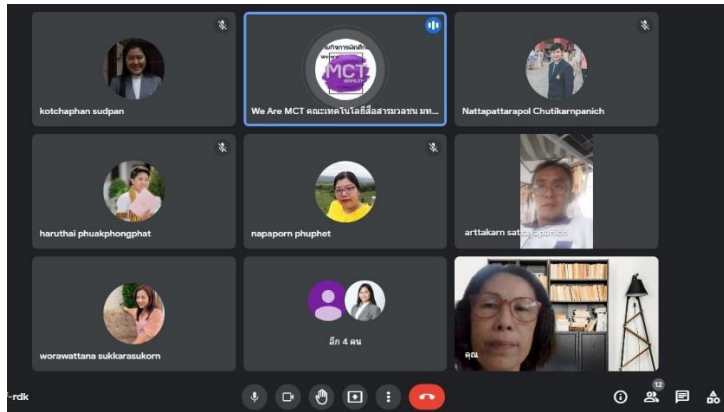 kotchaphan sudpan
MCT
We Are MCT คณะเทคโนโลยีสื่อสารมวลชน มท...
Nattapattarapol Chutikarnpanich
haruthai phuakphongphat
napaporn phuphet
arttakarn sattayapanich
worawattana sukkarasukorn
อีก 4 คน
คุณ
-rdk
12